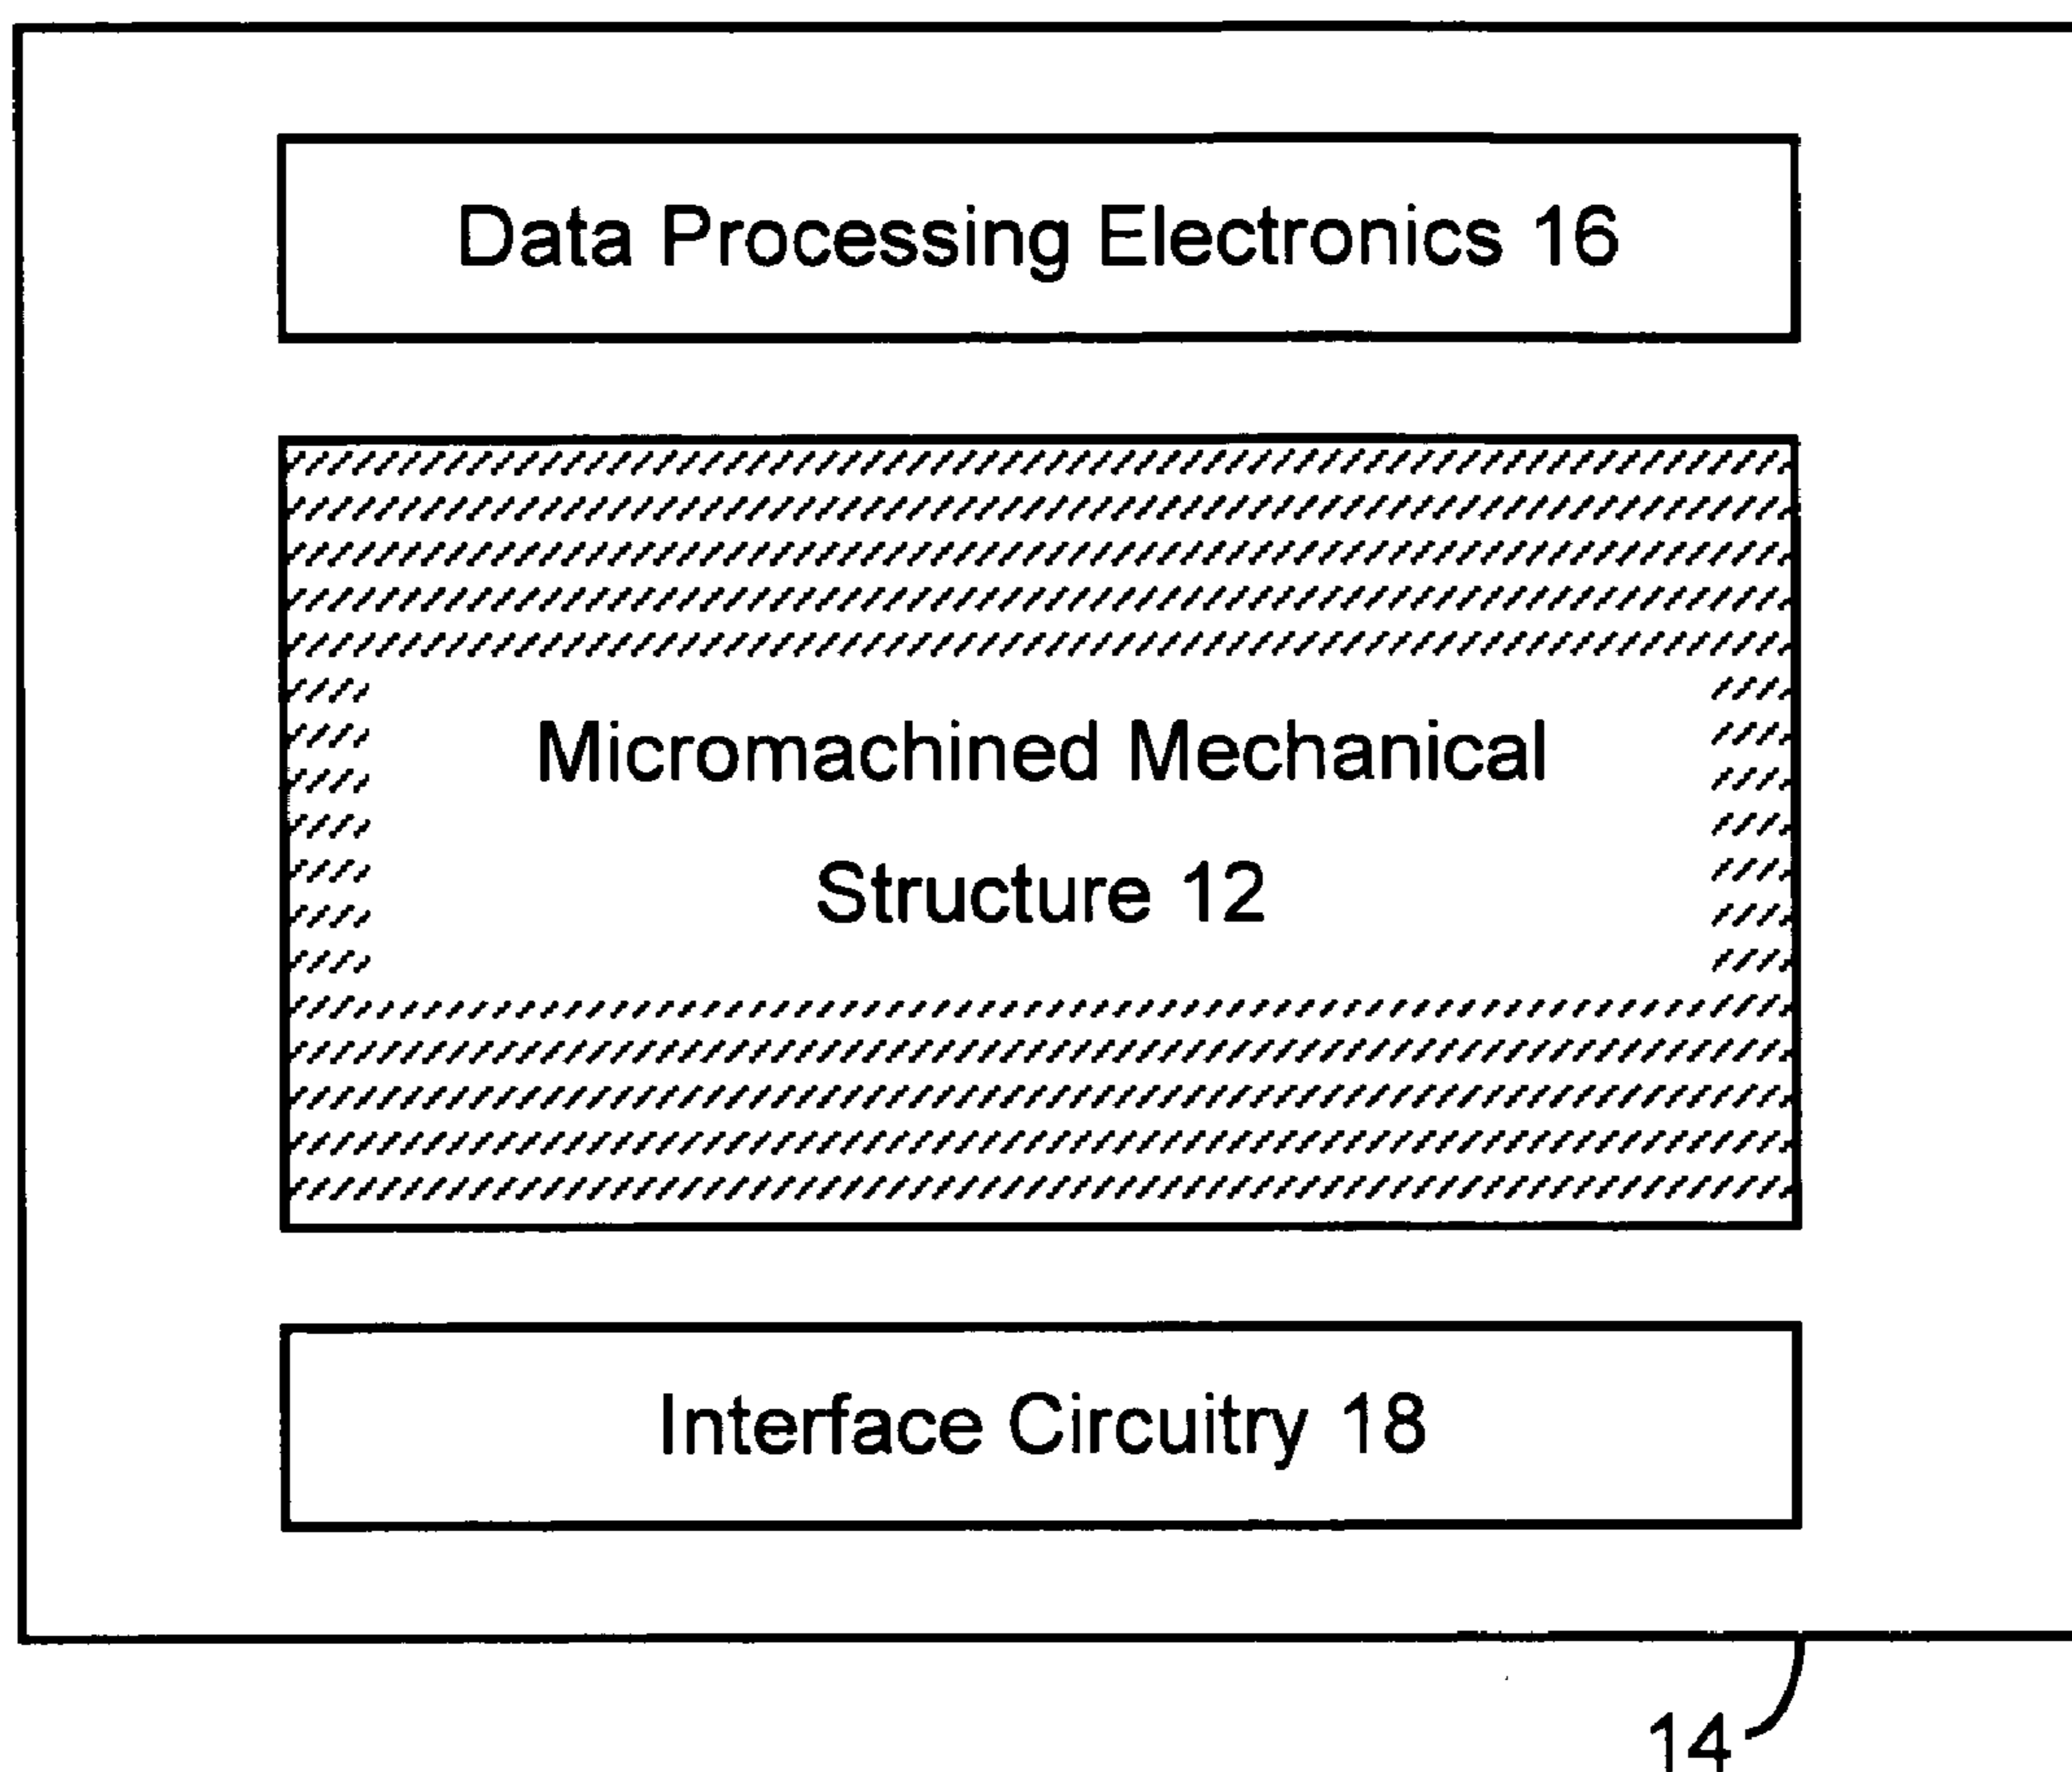 Data Processing Electronics 16
Micromachined Mechanical
Structure 12
Interface Circuitry 18
14